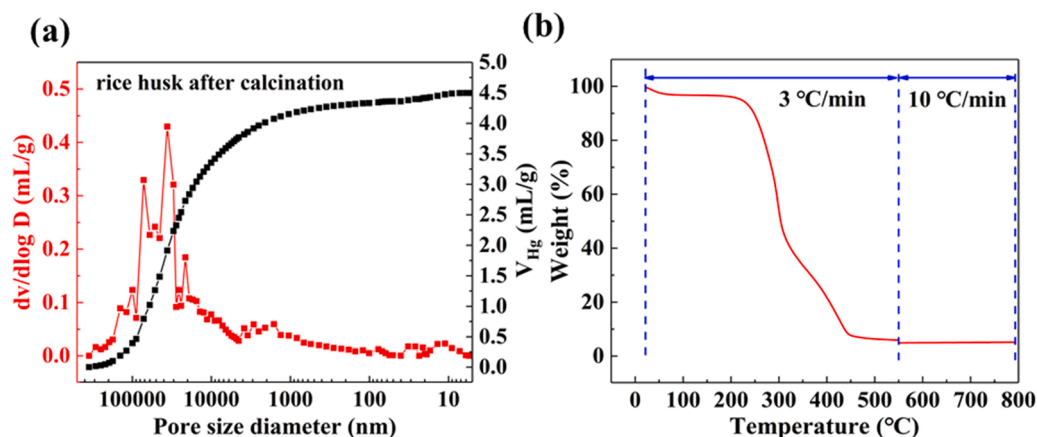 (a)
rice husk after calcination
dv/dlog D (mL/g)
0.5
0.4
0.3
0.2
0.1
0.0
5.0
4.5
4.0
3.5
3.0
2.5
2.0
1.5
1.0
0.5
0.0
V_Hg (mL/g)
100000 10000 1000 100 10
Pore size diameter (nm)
(b)
3 °C/min 10 °C/min
Weight (%)
100
80
60
40
20
0
0 100 200 300 400 500 600 700 800
Temperature (°C)